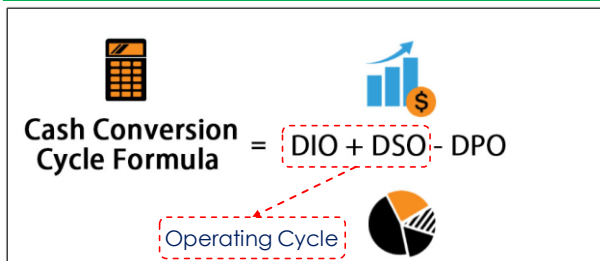 $
Cash Conversion
Cycle Formula = DIO + DSO - DPO
Operating Cycle